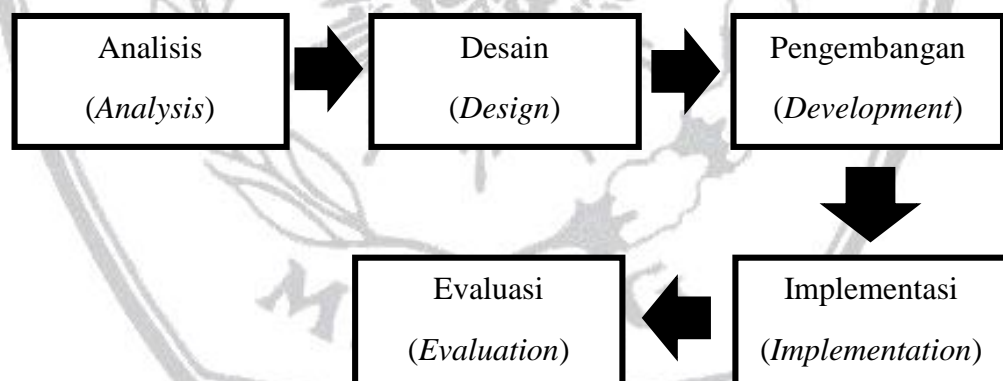 Analisis
(Analysis)
Desain
(Design)
Pengembangan
(Development)
Implementasi
(Implementation)
Evaluasi
(Evaluation)
M